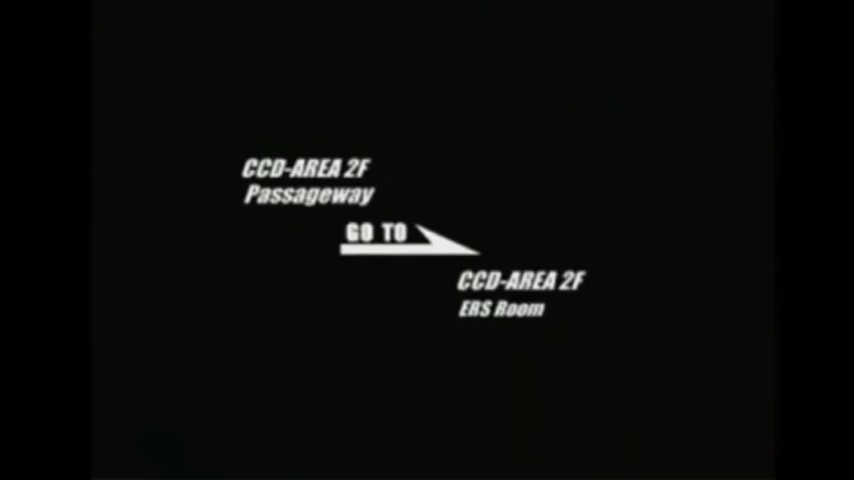 CCD-AREA 2F
Passageway
GO TO
CCD-AREA 2F
ERS Room